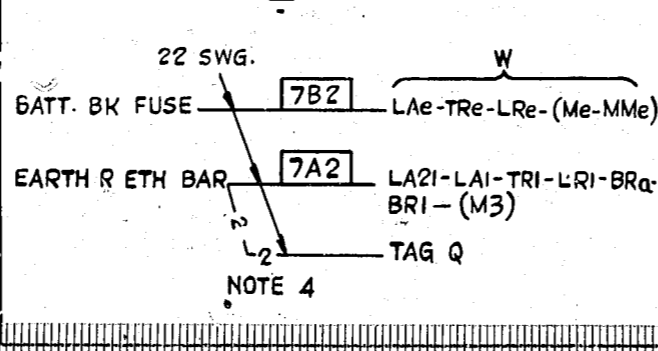 22 SWG.
W
BATT. BK FUSE 7B2 LAe-TRe-LRe-(Me-MMe)
EARTH R ETH BAR 7A2 LA21-LA1-TR1-LR1-BRa-
BR1-(M3)
2
2 TAG Q
NOTE 4